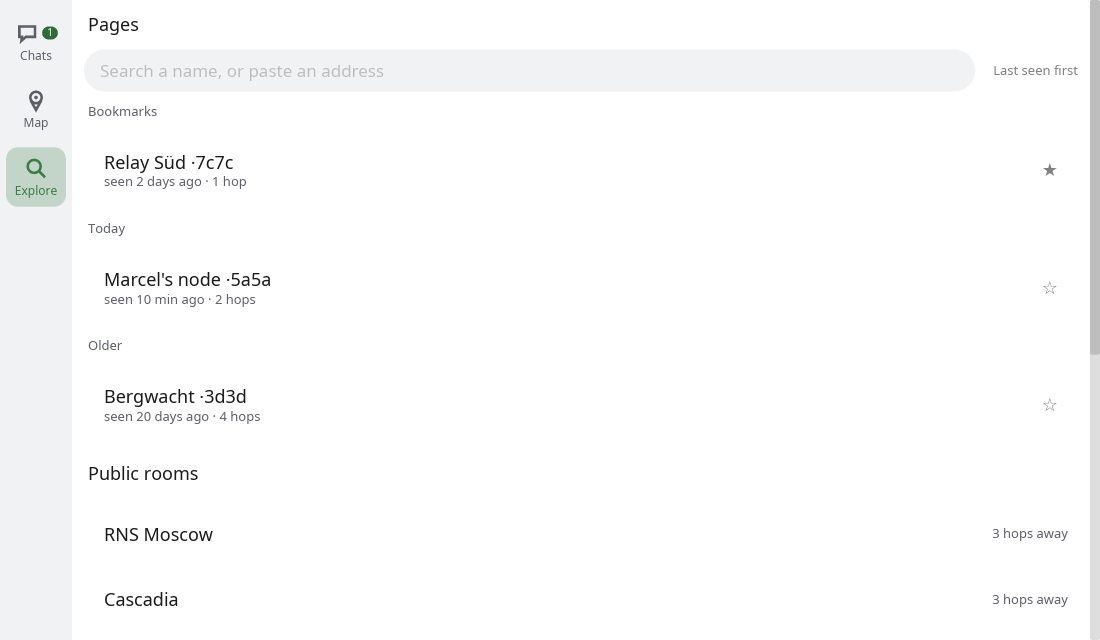 1
Chats
Map
Explore
Pages
Search a name, or paste an address
Last seen first
Bookmarks
Relay Süd ·7c7c
seen 2 days ago · 1 hop
★
Today
Marcel's node ·5a5a
seen 10 min ago · 2 hops
☆
Older
Bergwacht ·3d3d
seen 20 days ago · 4 hops
☆
Public rooms
RNS Moscow
3 hops away
Cascadia
3 hops away